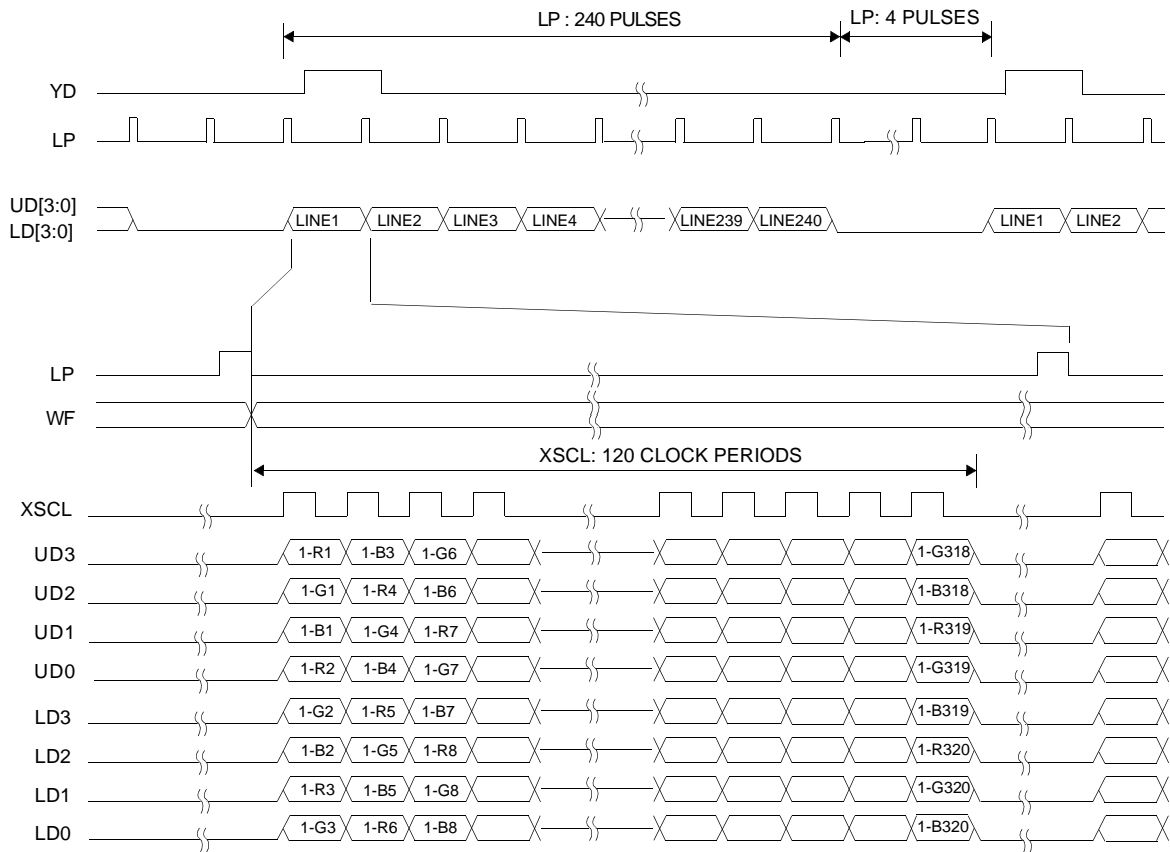 LP : 240 PULSES LP: 4 PULSES
YD
LP
UD[3:0]
LD[3:0]
LINE1 LINE2 LINE3 LINE4 LINE239 LINE240 LINE1 LINE2
LP
WF
XSCL: 120 CLOCK PERIODS
XSCL
UD3 1-R1 1-B3 1-G6 1-G318
UD2 1-G1 1-R4 1-B6 1-B318
UD1 1-B1 1-G4 1-R7 1-R319
UD0 1-R2 1-B4 1-G7 1-G319
LD3 1-G2 1-R5 1-B7 1-B319
LD2 1-B2 1-G5 1-R8 1-R320
LD1 1-R3 1-B5 1-G8 1-G320
LD0 1-G3 1-R6 1-B8 1-B320